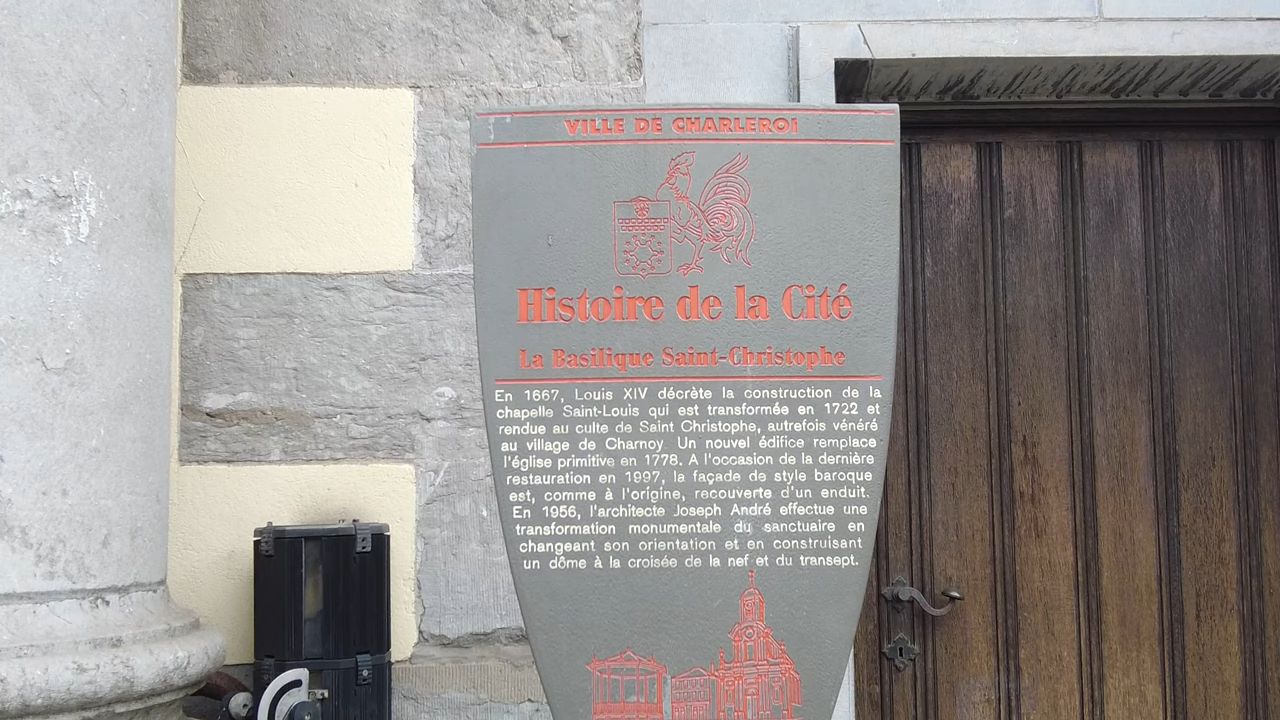 VILLE DE CHARLEROI
Histoire de la Cité
La Basilique Saint-Christophe
En 1667, Louis XIV décrète la construction de la
chapelle Saint-Louis qui est transformée en 1722 et
rendue au culte de Saint Christophe, autrefois vénéré
au village de Charnoy. Un nouvel édifice remplace
l'église primitive en 1778. A l'occasion de la dernière
restauration en 1997, la façade de style baroque
est, comme à l'origine, recouverte d'un enduit.
En 1956, l'architecte Joseph André effectue une
transformation monumentale du sanctuaire en
changeant son orientation et en construisant
un dôme à la croisée de la nef et du transept.